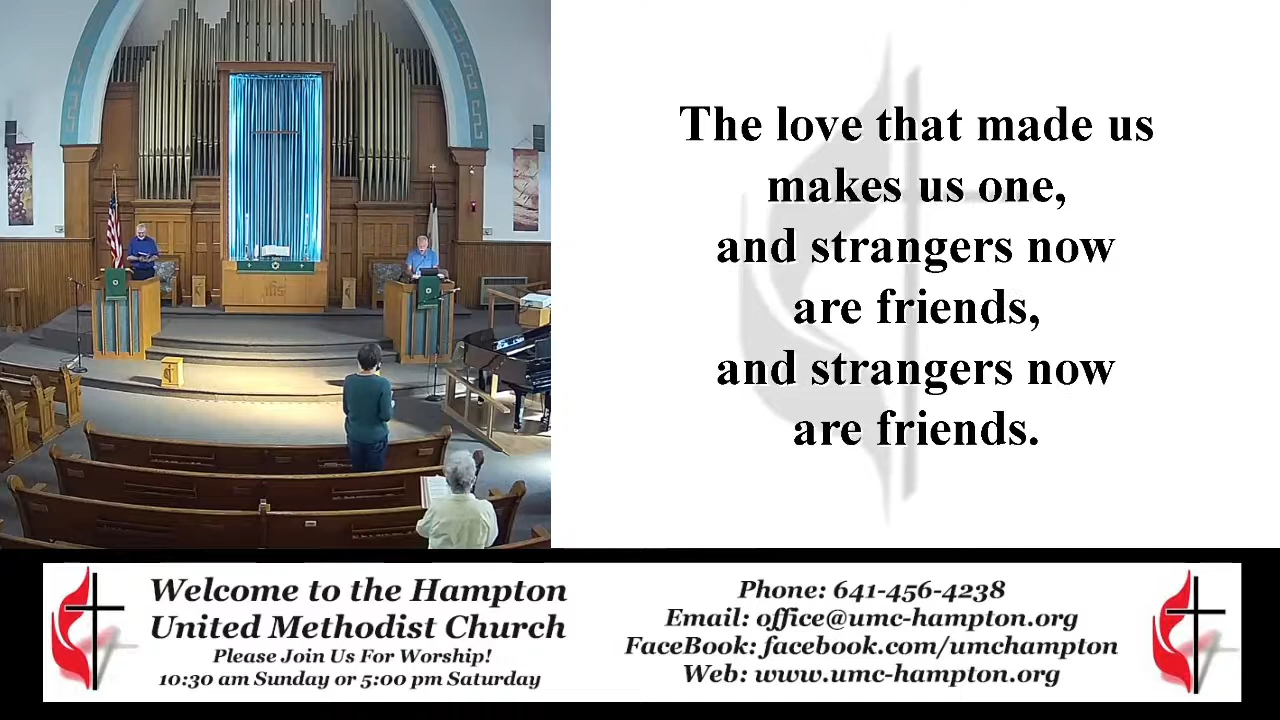 The love that made us
makes us one,
and strangers now
are friends,
and strangers now
are friends.
Welcome to the Hampton
United Methodist Church
Please Join Us For Worship!
10:30 am Sunday or 5:00 pm Saturday
Phone: 641-456-4238
Email: office@umc-hampton.org
FaceBook: facebook.com/umchampton
Web: www.umc-hampton.org